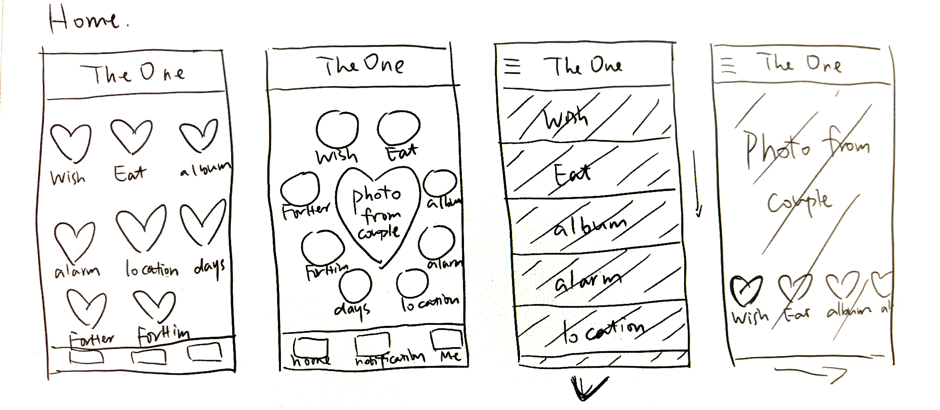 Home.
The One
Wish Eat album
alarm location days
ForHer ForHim
The One
Wish Eat
ForHer photo from couple album
ForHim alarm
days location
home notification Me
The One
Wish
Eat
album
alarm
location
The One
Photo from
couple
Wish Eat album al